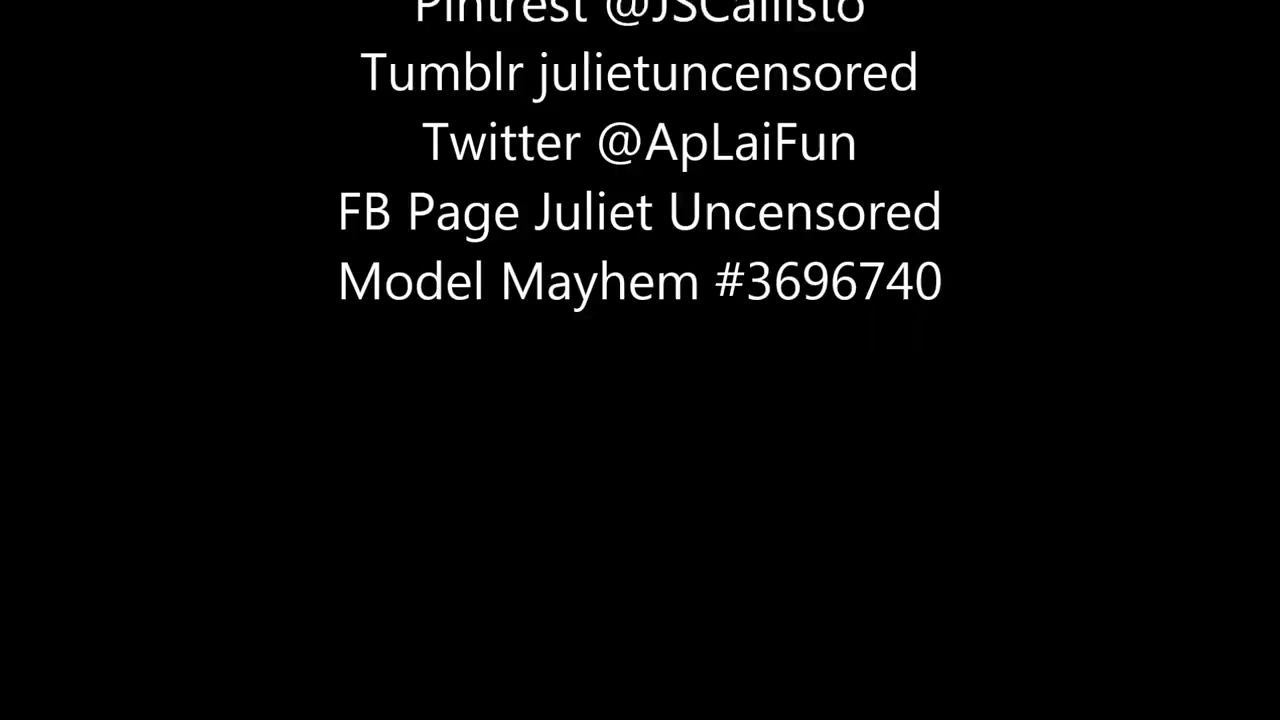 Pintrest @JSCallisto
Tumblr julietuncensored
Twitter @ApLaiFun
FB Page Juliet Uncensored
Model Mayhem #3696740